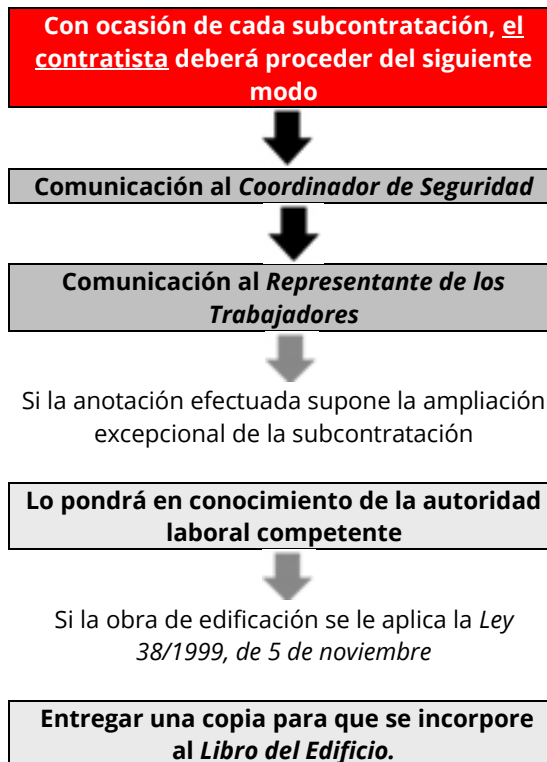 Con ocasión de cada subcontratación, el
contratista deberá proceder del siguiente
modo
Comunicación al Coordinador de Seguridad
Comunicación al Representante de los
Trabajadores
Si la anotación efectuada supone la ampliación
excepcional de la subcontratación
Lo pondrá en conocimiento de la autoridad
laboral competente
Si la obra de edificación se le aplica la Ley
38/1999, de 5 de noviembre
Entregar una copia para que se incorpore
al Libro del Edificio.